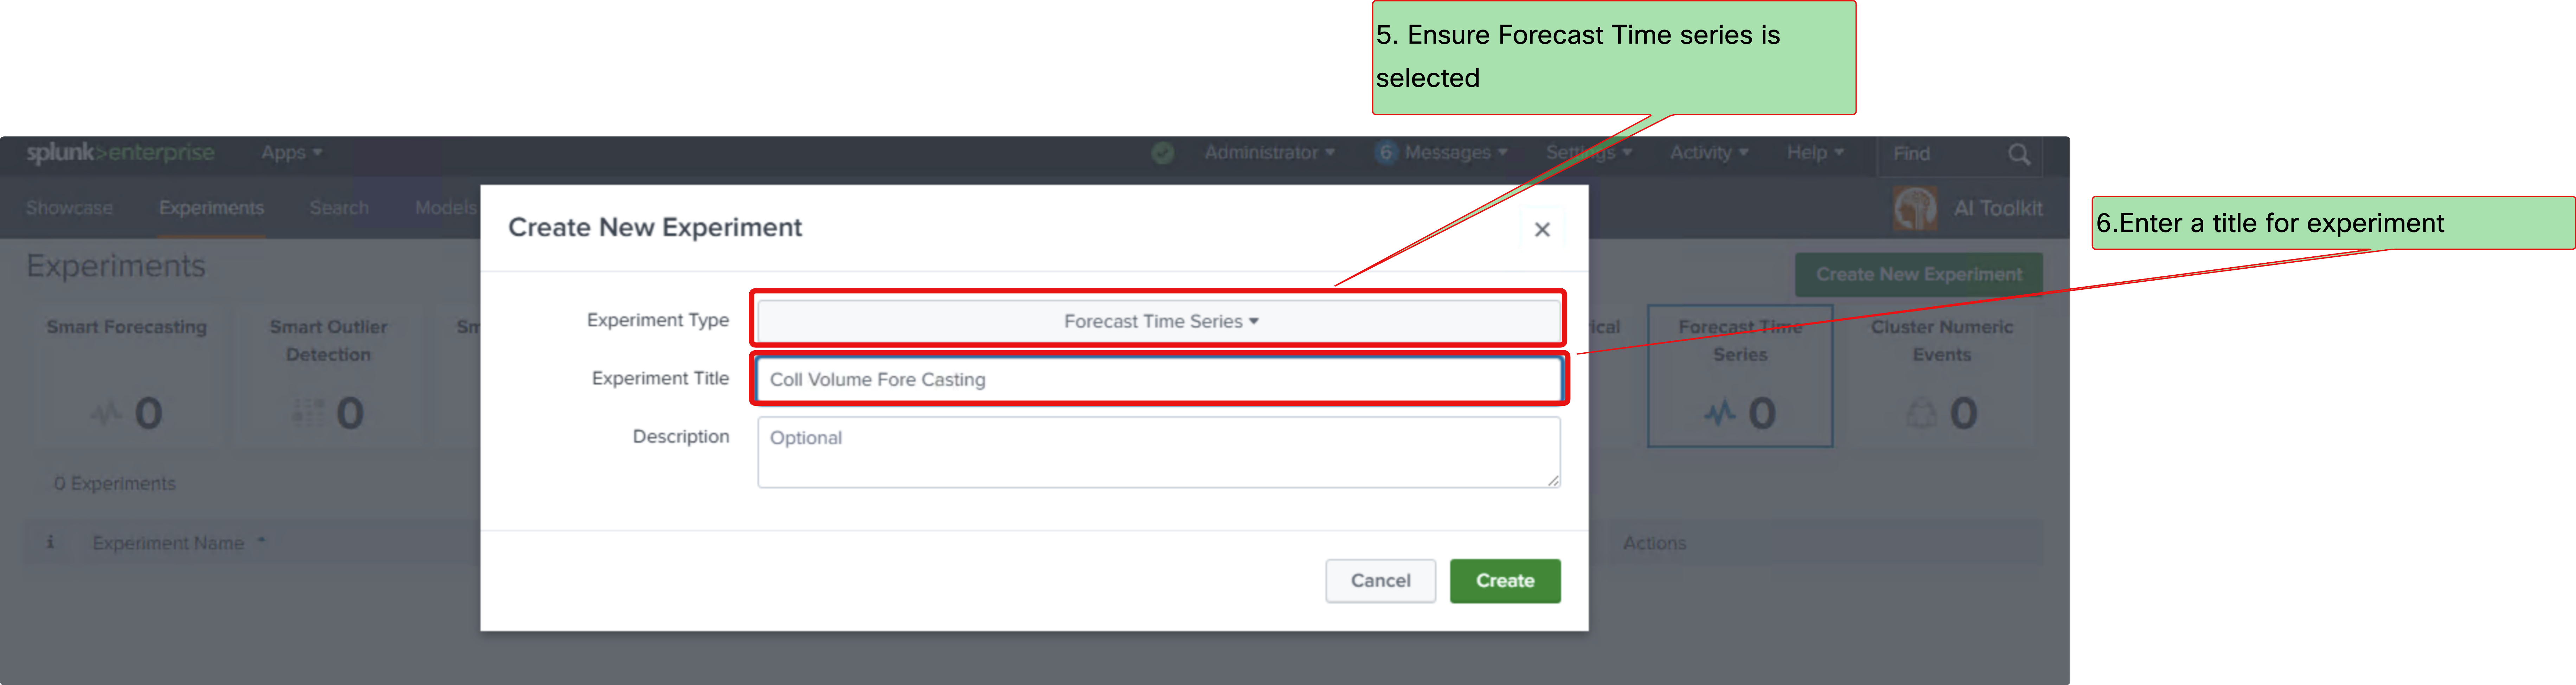 5. Ensure Forecast Time series is
selected
splunk>enterprise Apps Administrator 6 Messages Settings Activity Help Find
Showcase Experiments Search Models AI Toolkit
6.Enter a title for experiment
Create New Experiment
Experiments
Create New Experiment
Experiment Type Forecast Time Series
Smart Forecasting
0
Smart Outlier
Detection
0
Sm
ical
Forecast Time
Series
0
Cluster Numeric
Events
0
Experiment Title Coll Volume Fore Casting
Description Optional
0 Experiments
i Experiment Name Actions
Cancel Create